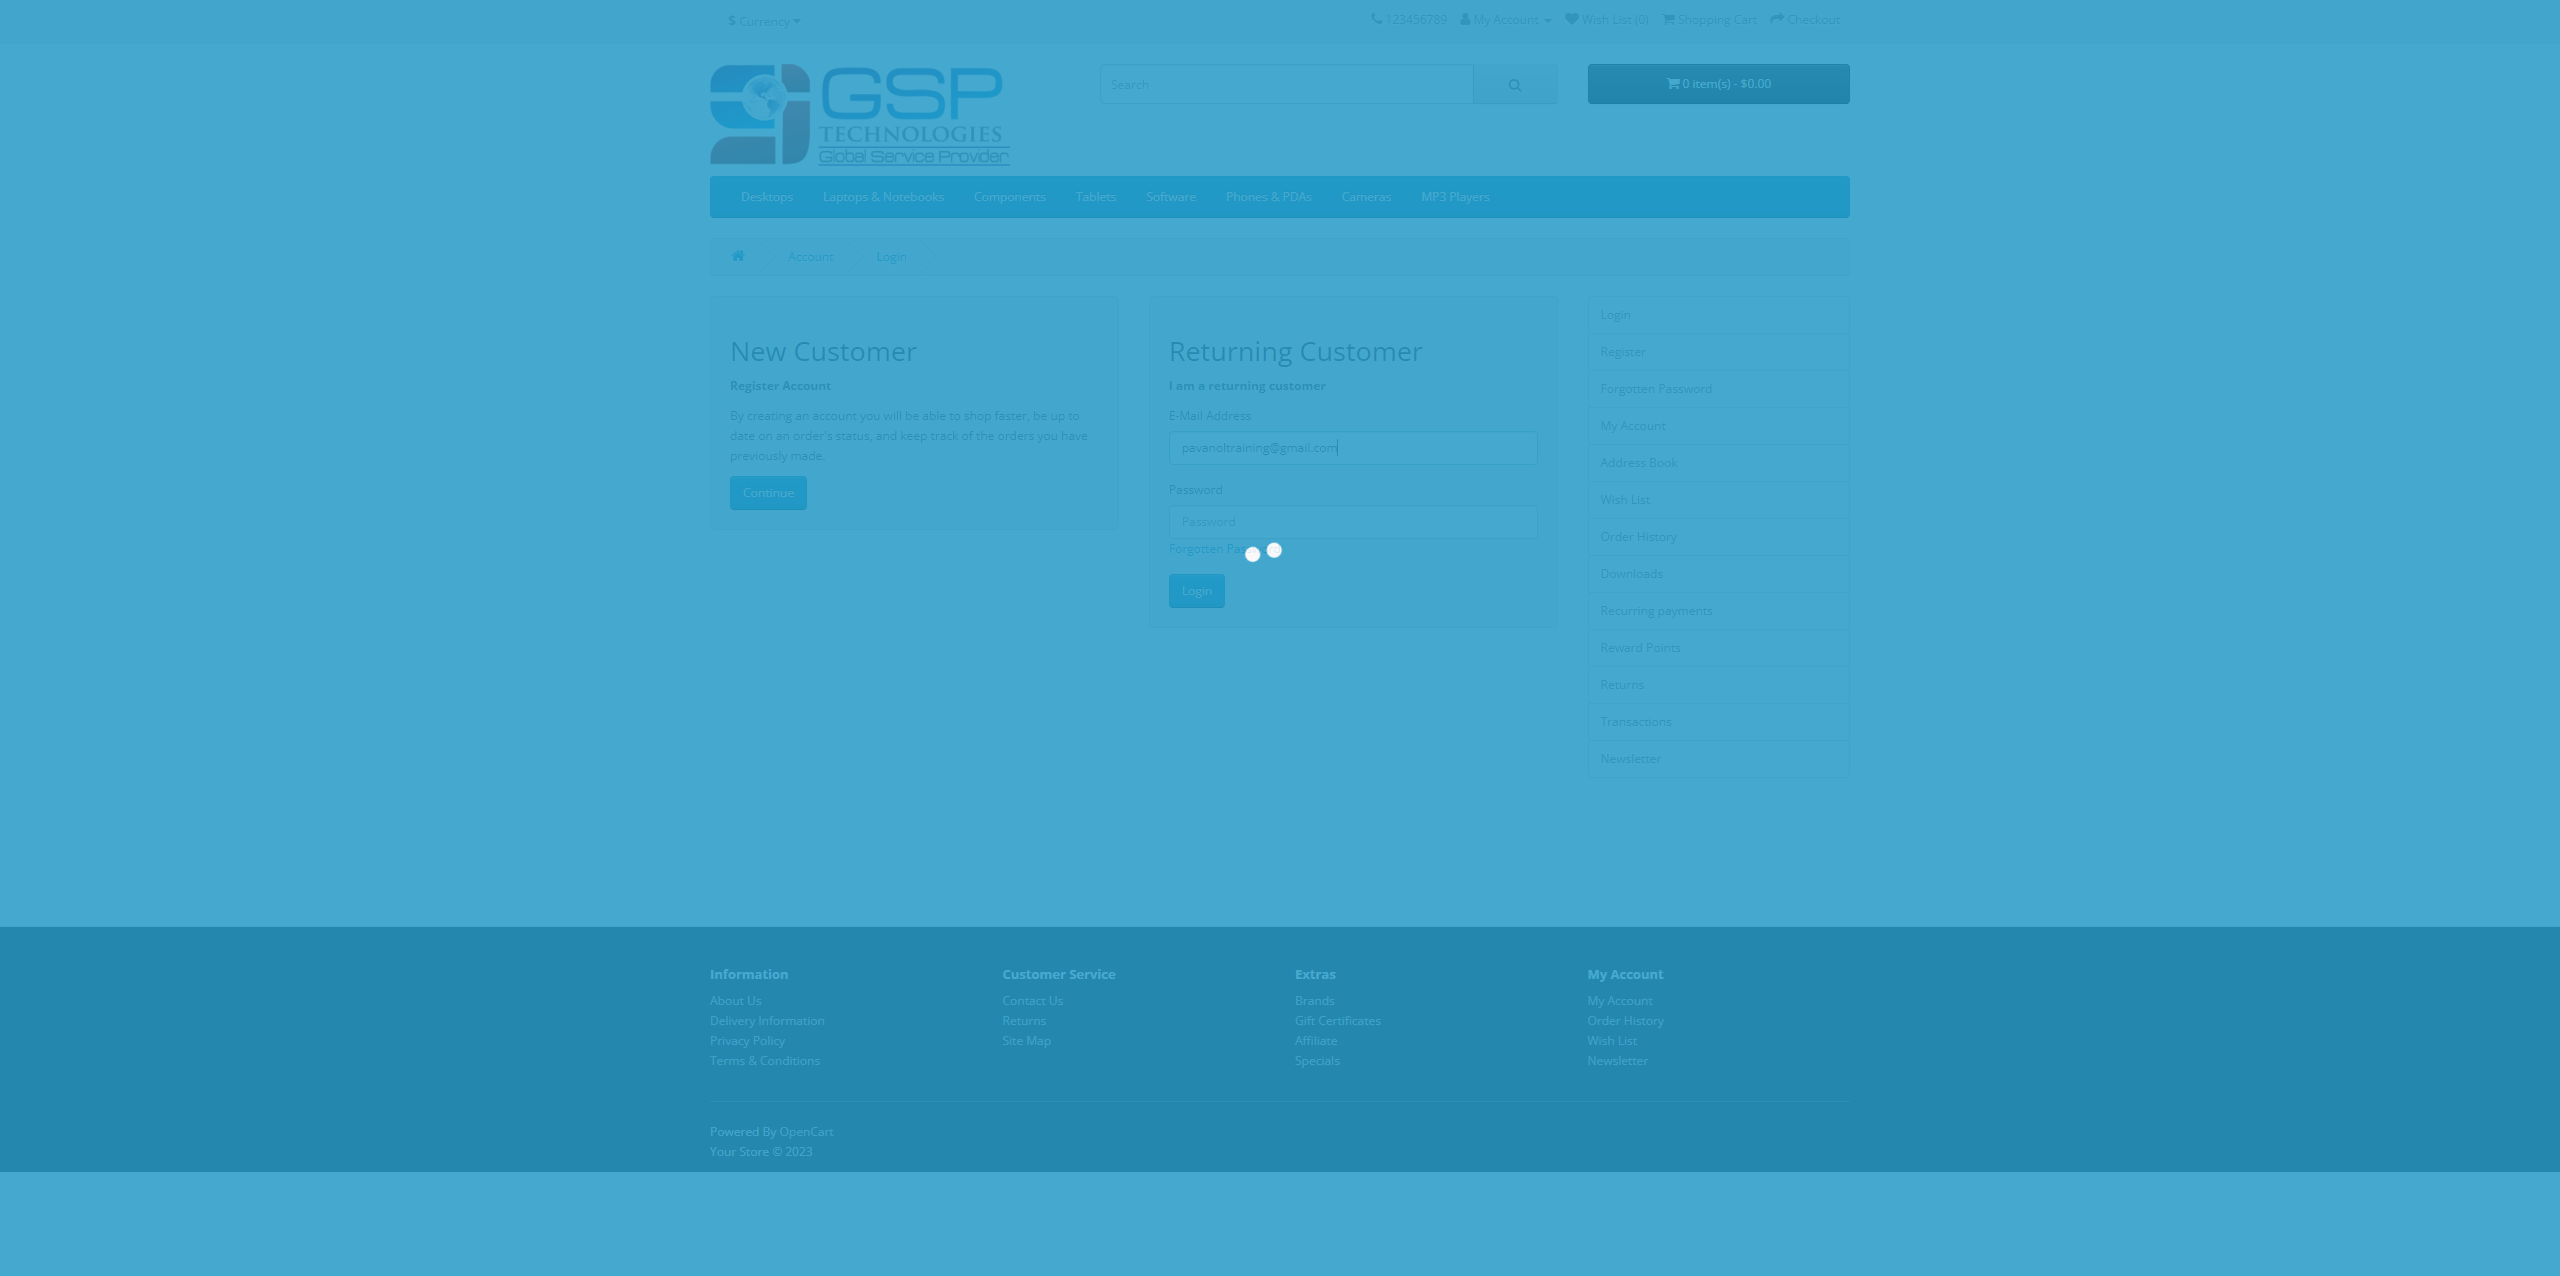 $ Currency
123456789 My Account Wish List (0) Shopping Cart Checkout
GSP
TECHNOLOGIES
Global Service Provider
Search
0 item(s) - $0.00
Desktops Laptops & Notebooks Components Tablets Software Phones & PDAs Cameras MP3 Players
Account Login
New Customer
Register Account
By creating an account you will be able to shop faster, be up to
date on an order's status, and keep track of the orders you have
previously made.
Continue
Returning Customer
I am a returning customer
E-Mail Address
pavanoltraining@gmail.com
Password
Password
Forgotten
Login
Login
Register
Forgotten Password
My Account
Address Book
Wish List
Order History
Downloads
Recurring payments
Reward Points
Returns
Transactions
Newsletter
Information
About Us
Delivery Information
Privacy Policy
Terms & Conditions
Customer Service
Contact Us
Returns
Site Map
Extras
Brands
Gift Certificates
Affiliate
Specials
My Account
My Account
Order History
Wish List
Newsletter
Powered By OpenCart
Your Store © 2023